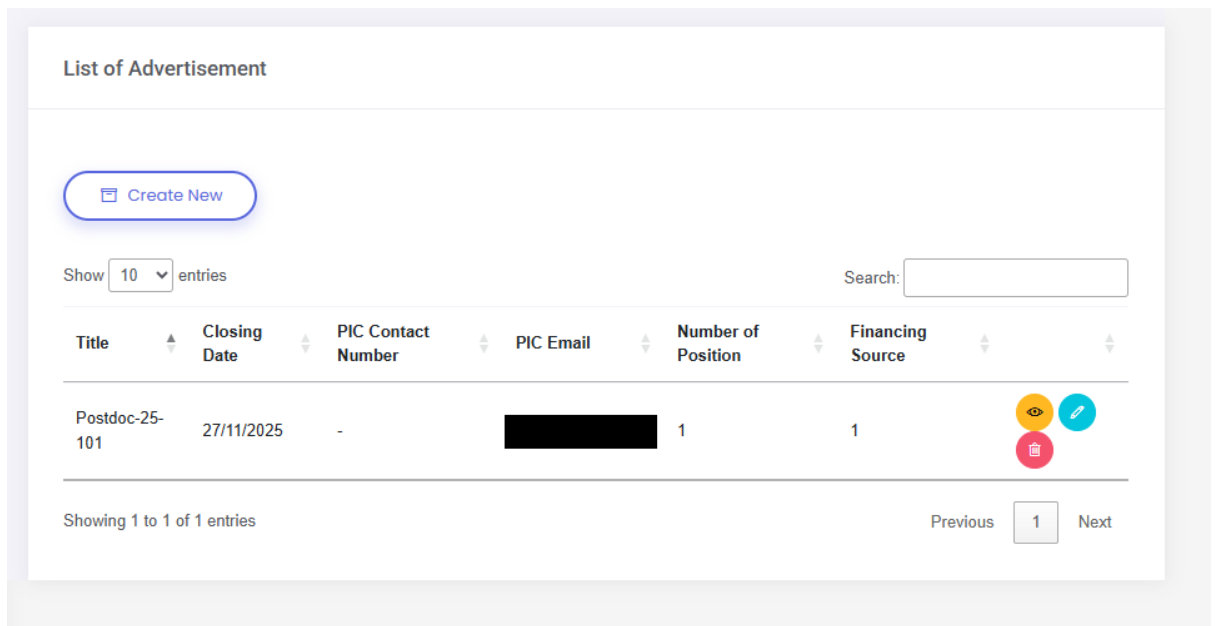 List of Advertisement
Create New
Show 10 entries
Search:
Title
Closing Date
PIC Contact Number
PIC Email
Number of Position
Financing Source
Postdoc-25-101
27/11/2025
-
1
1
Showing 1 to 1 of 1 entries
Previous 1 Next